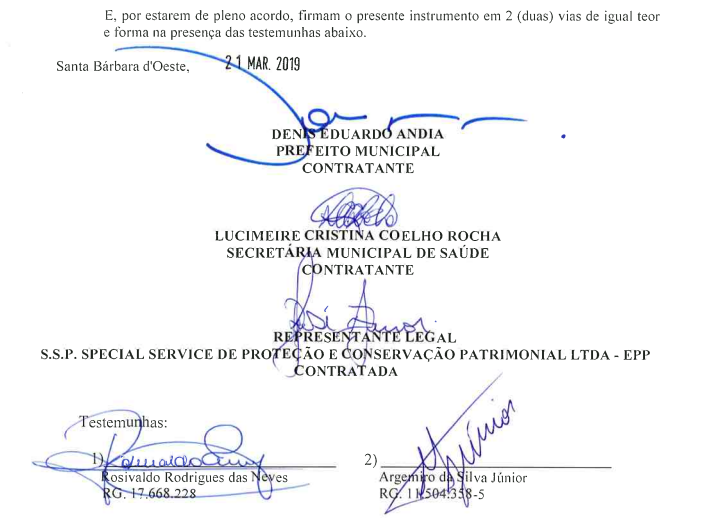 E, por estarem de pleno acordo, firmam o presente instrumento em 2 (duas) vias de igual teor
e forma na presença das testemunhas abaixo.
Santa Bárbara d'Oeste, 21 MAR. 2019
DENIS EDUARDO ANDIA
PREFEITO MUNICIPAL
CONTRATANTE
LUCIMEIRE CRISTINA COELHO ROCHA
SECRETÁRIA MUNICIPAL DE SAÚDE
CONTRATANTE
REPRESENTANTE LEGAL
S.S.P. SPECIAL SERVICE DE PROTEÇÃO E CONSERVAÇÃO PATRIMONIAL LTDA - EPP
CONTRATADA
Testemunhas:
1) 2)
Rosivaldo Rodrigues das Neves Argemiro da Silva Júnior
RG. 17.668.228 RG. 11.504.358-5